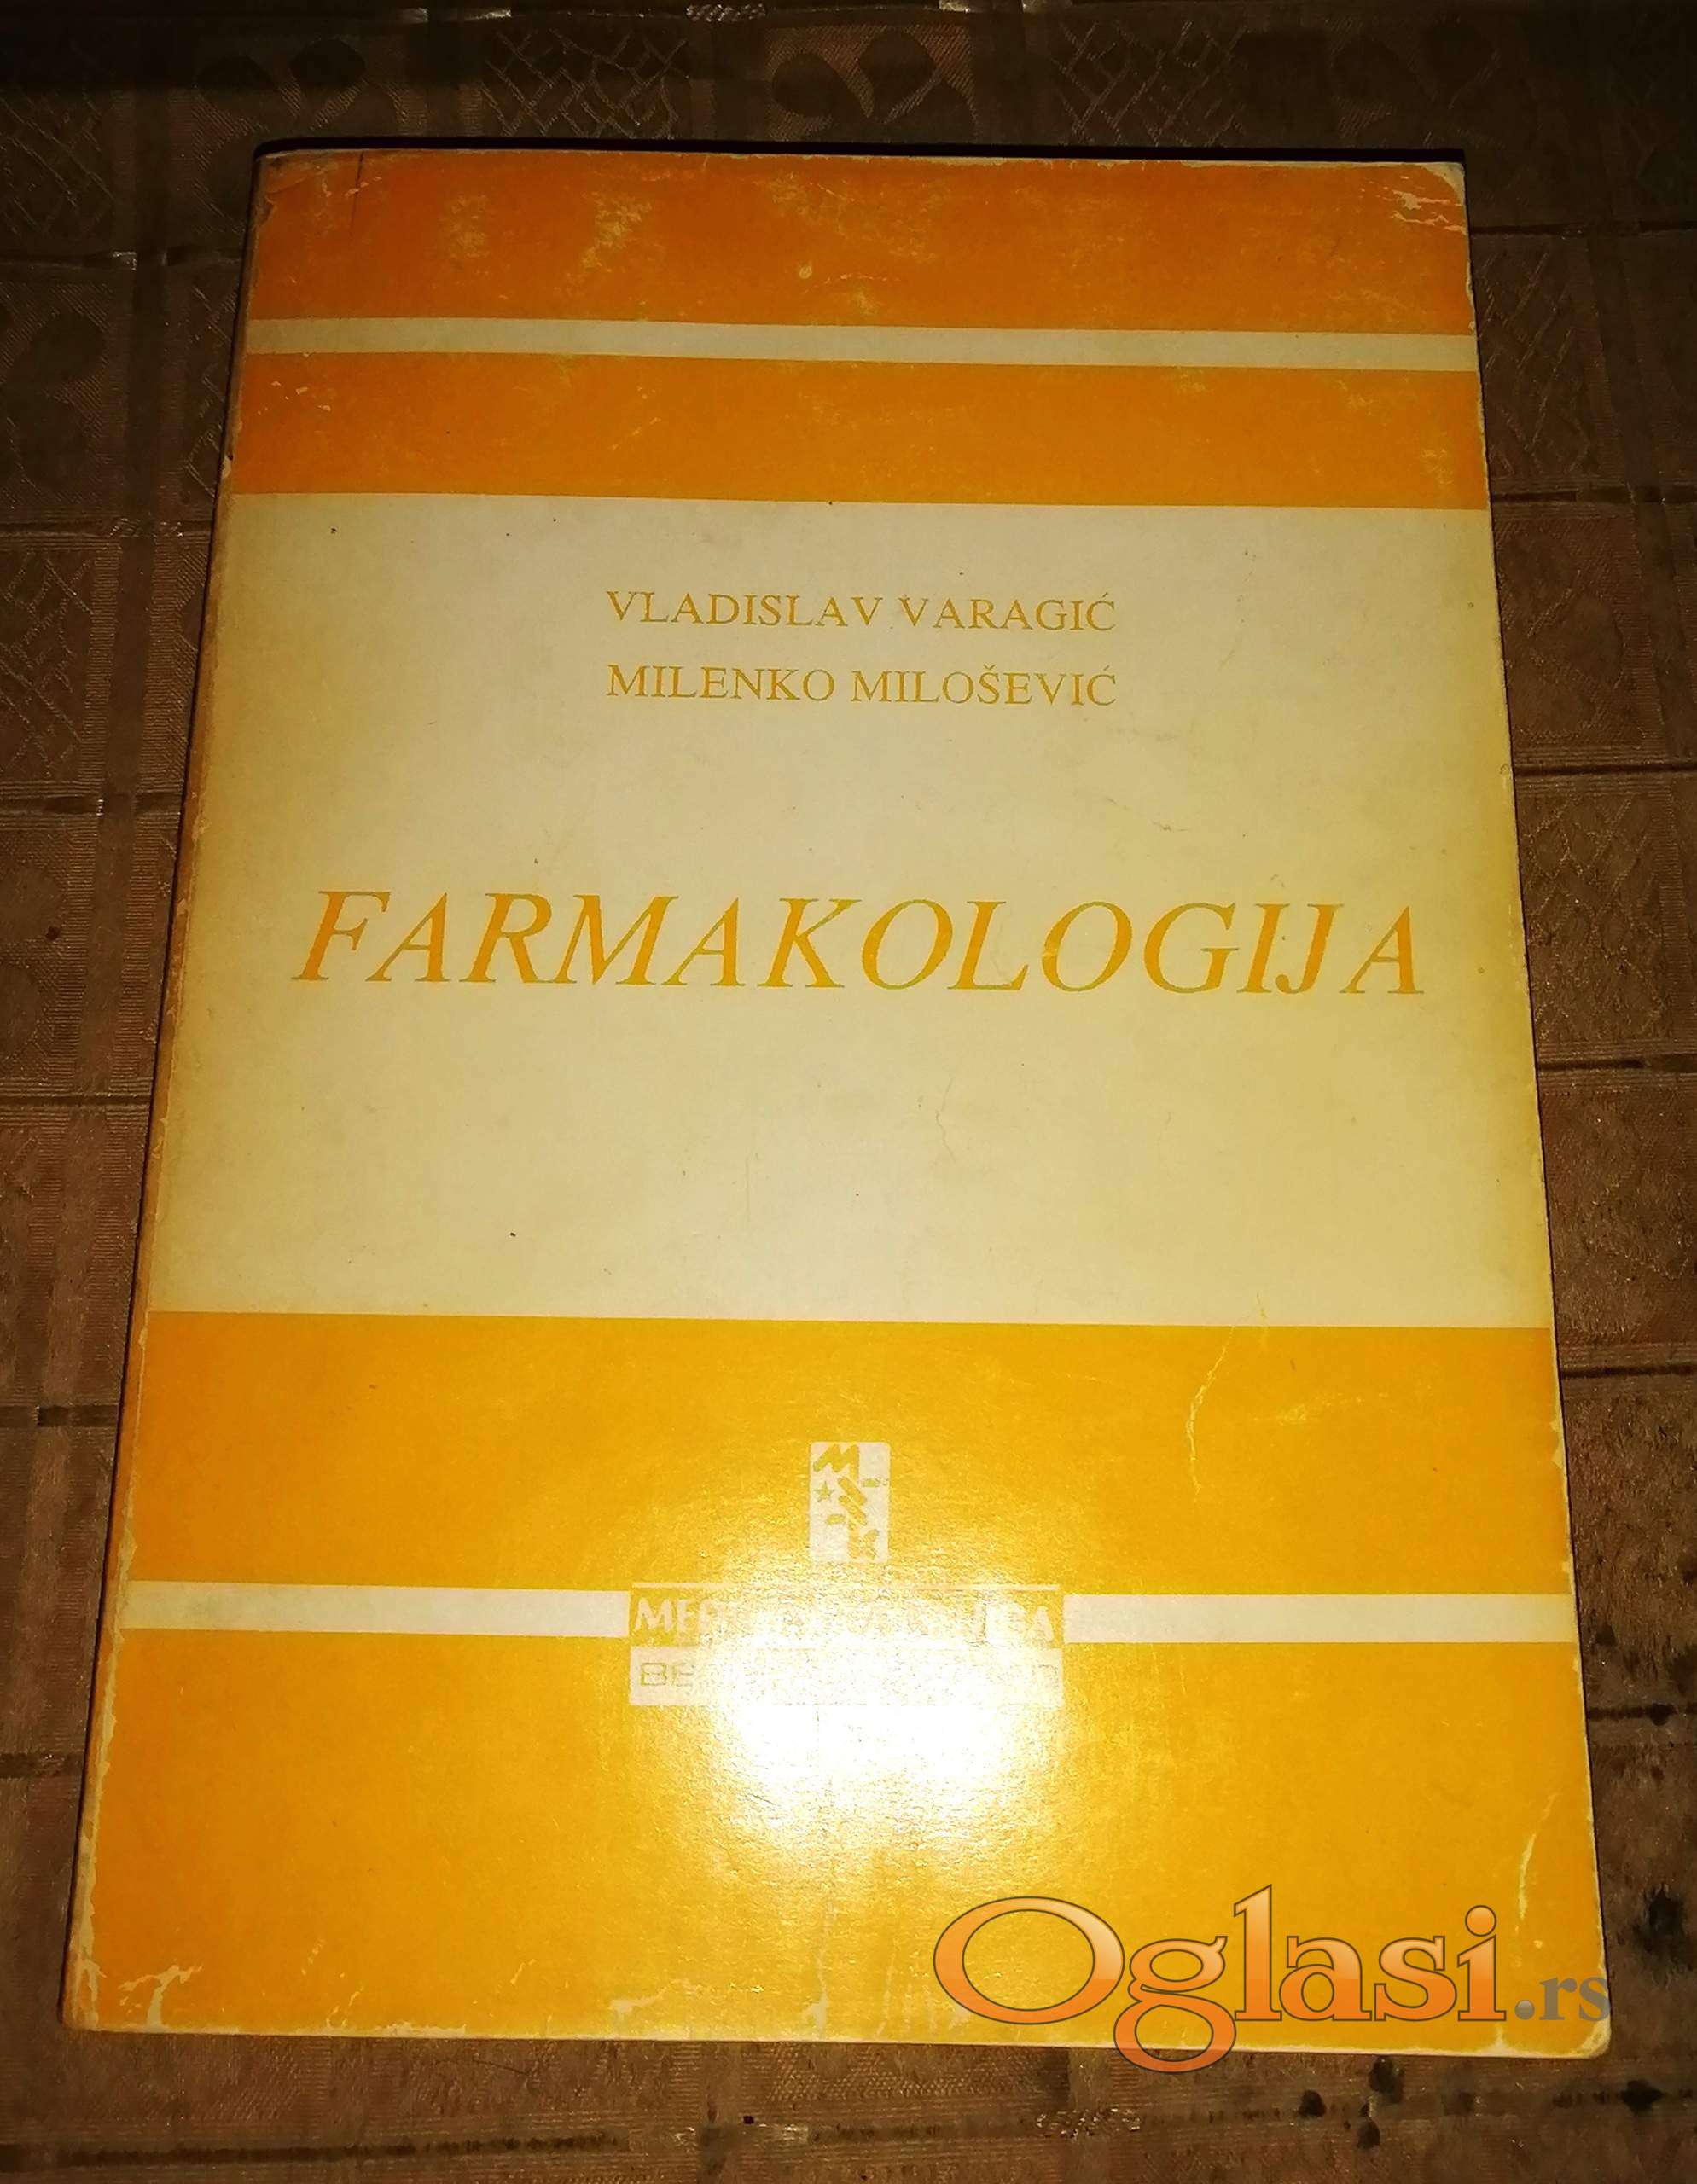 VLADISLAV VARAGIĆ
MILENKO MILOŠEVIĆ
FARMAKOLOGIJA
Oglasi.rs